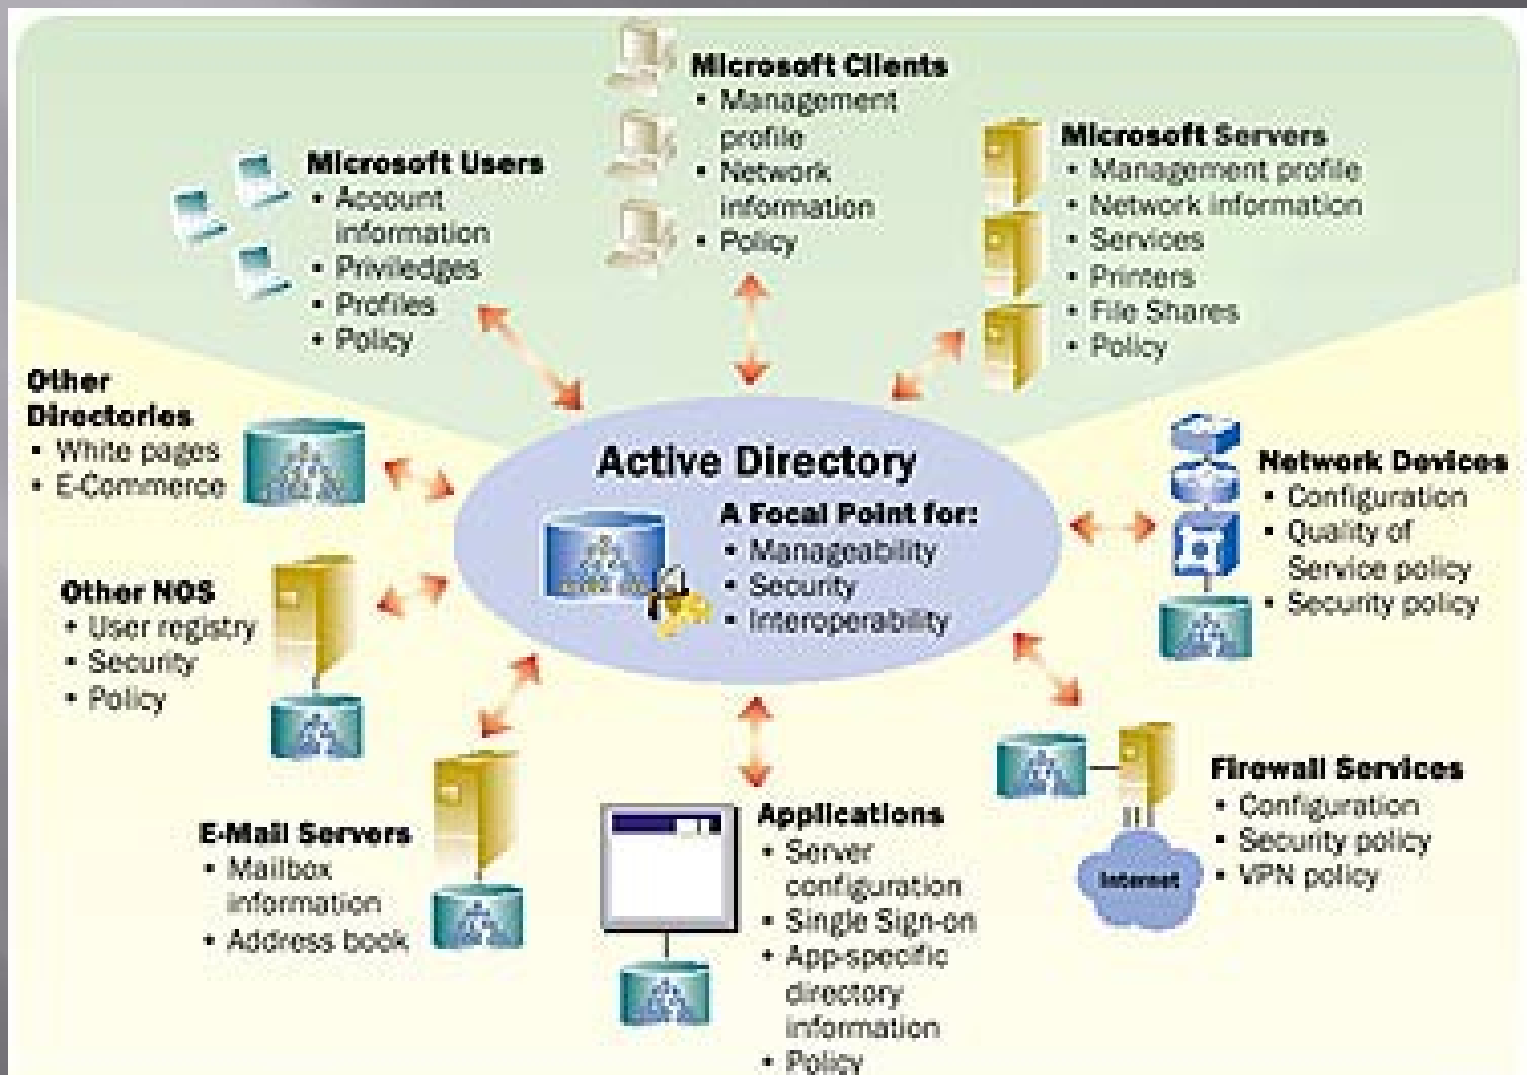 Microsoft Clients
• Management
profile
• Network
information
• Policy
Microsoft Servers
• Management profile
• Network information
• Services
• Printers
• File Shares
• Policy
Microsoft Users
• Account
information
• Priviledges
• Profiles
• Policy
Other
Directories
• White pages
• E-Commerce
Active Directory
A Focal Point for:
• Manageability
• Security
• Interoperability
Network Devices
• Configuration
• Quality of
Service policy
• Security policy
Other NOS
• User registry
• Security
• Policy
E-Mail Servers
• Mailbox
information
• Address book
Applications
• Server
configuration
• Single Sign-on
• App-specific
directory
information
• Policy
Firewall Services
• Configuration
• Security policy
• VPN policy
Internet